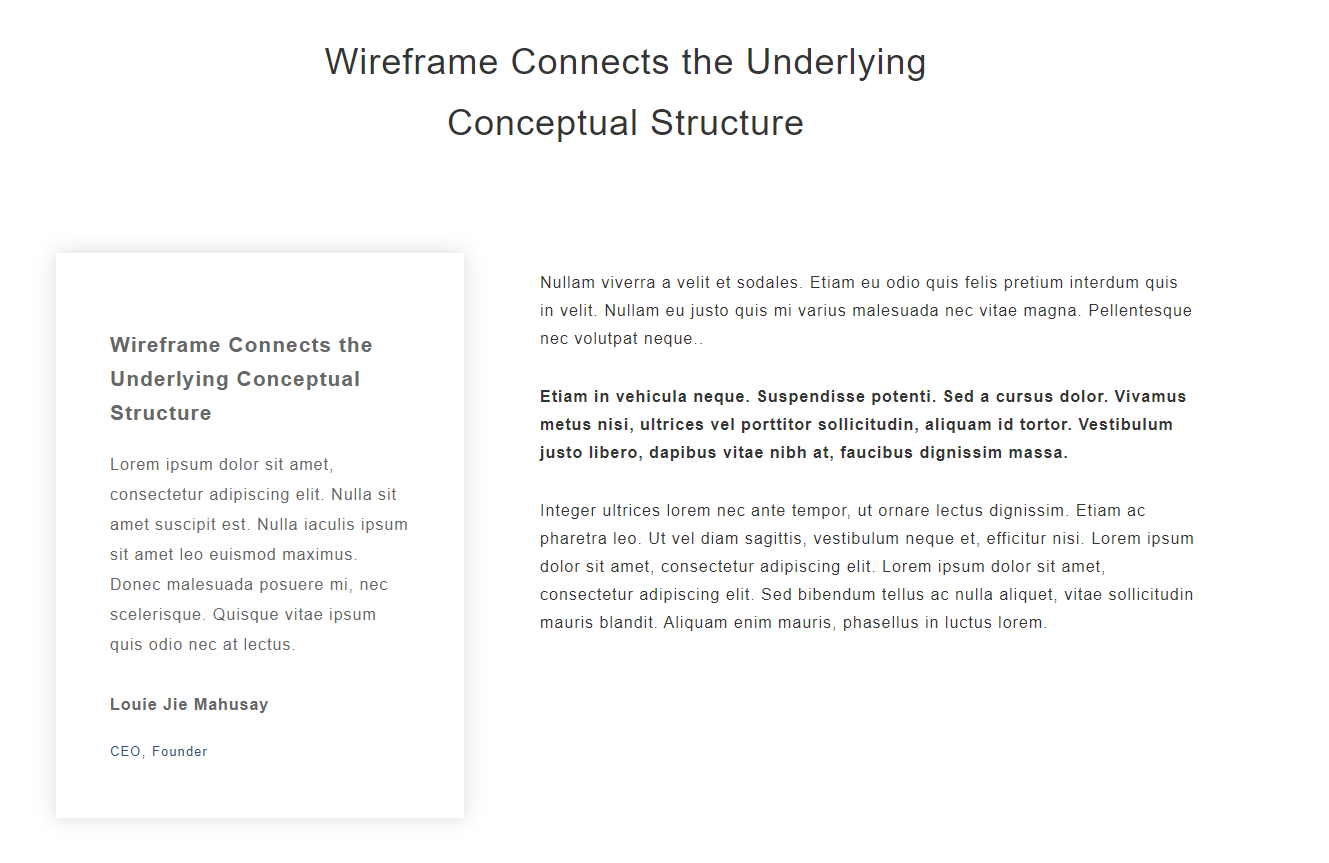 Wireframe Connects the Underlying
Conceptual Structure
Wireframe Connects the
Underlying Conceptual
Structure
Lorem ipsum dolor sit amet,
consectetur adipiscing elit. Nulla sit
amet suscipit est. Nulla iaculis ipsum
sit amet leo euismod maximus.
Donec malesuada posuere mi, nec
scelerisque. Quisque vitae ipsum
quis odio nec at lectus.
Louie Jie Mahusay
CEO, Founder
Nullam viverra a velit et sodales. Etiam eu odio quis felis pretium interdum quis
in velit. Nullam eu justo quis mi varius malesuada nec vitae magna. Pellentesque
nec volutpat neque..
Etiam in vehicula neque. Suspendisse potenti. Sed a cursus dolor. Vivamus
metus nisi, ultrices vel porttitor sollicitudin, aliquam id tortor. Vestibulum
justo libero, dapibus vitae nibh at, faucibus dignissim massa.
Integer ultrices lorem nec ante tempor, ut ornare lectus dignissim. Etiam ac
pharetra leo. Ut vel diam sagittis, vestibulum neque et, efficitur nisi. Lorem ipsum
dolor sit amet, consectetur adipiscing elit. Lorem ipsum dolor sit amet,
consectetur adipiscing elit. Sed bibendum tellus ac nulla aliquet, vitae sollicitudin
mauris blandit. Aliquam enim mauris, phasellus in luctus lorem.